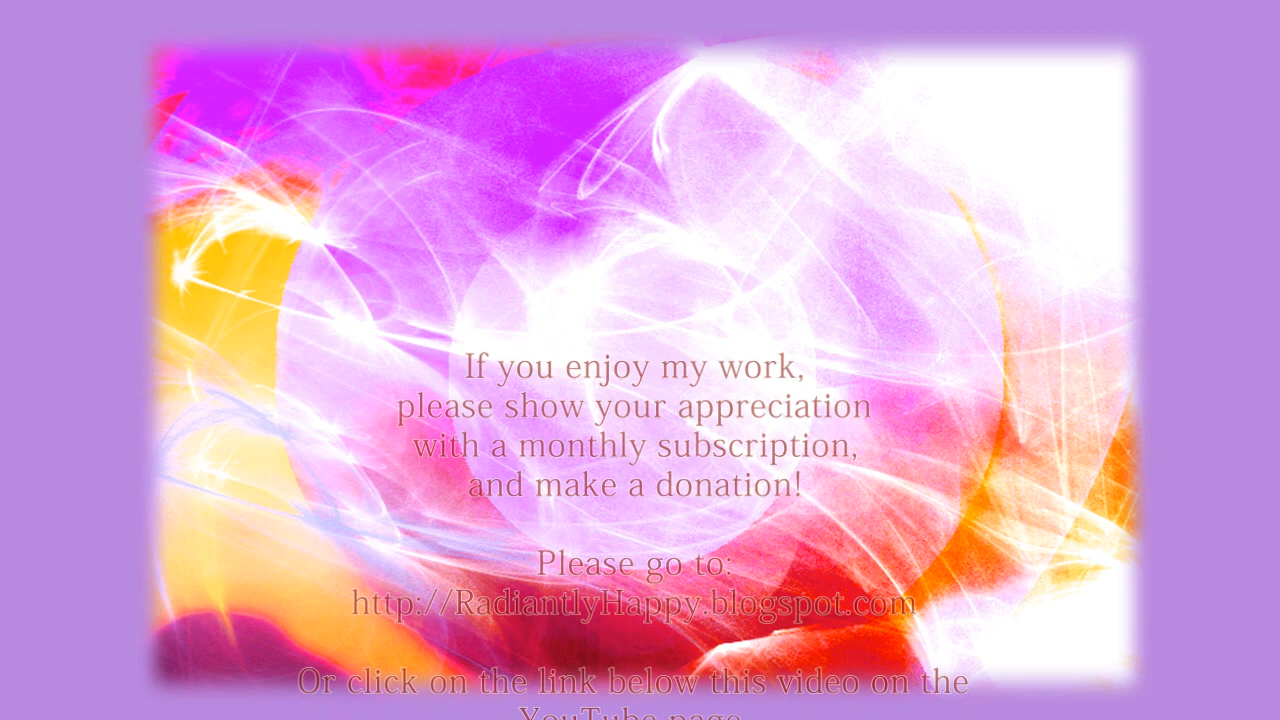 If you enjoy my work,
please show your appreciation
with a monthly subscription,
and make a donation!
Please go to:
http://RadiantlyHappy.blogspot.com
Or click on the link below this video on the
YouTube page